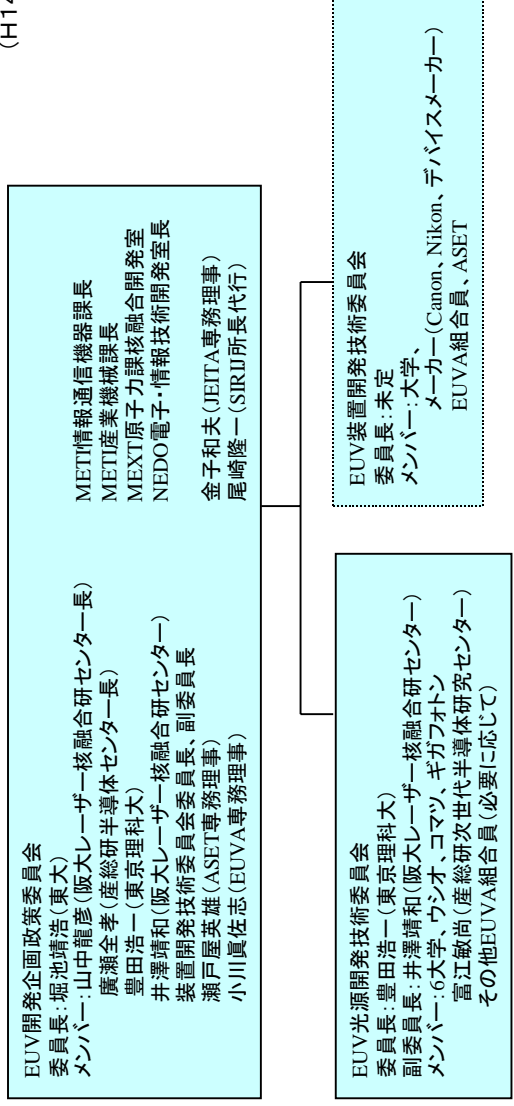 (H14
EUV開発企画政策委員会
委員長:堀池靖浩(東大)
メンバー:山中龍彦(阪大レーザー核融合研センター長)
廣瀬全孝(産総研半導体センター長)
豊田浩一(東京理科大)
井澤靖和(阪大レーザー核融合研センター)
装置開発技術委員会委員長、副委員長
瀬戸屋英雄(ASET専務理事)
小川眞佐志(EUVA専務理事)
METI情報通信機器課長
METI産業機械課長
MEXT原子力課核融合開発室
NEDO電子・情報技術開発室長
金子和夫(JEITA専務理事)
尾崎隆一(SIRIJ所長代行)
EUV光源開発技術委員会
委員長:豊田浩一(東京理科大)
副委員長:井澤靖和(阪大レーザー核融合研センター)
メンバー:6大学、ウシオ、コマツ、ギガフォトン
富江敏尚(産総研次世代半導体研究センター)
その他EUVA組合員(必要に応じて)
EUV装置開発技術委員会
委員長:未定
メンバー:大学、
メーカー(Canon、Nikon、デバイスメーカー)
EUVA組合員、ASET